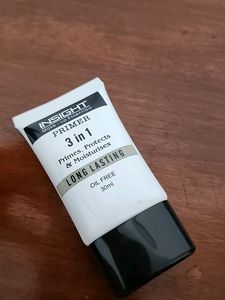 INSIGHT
PRIMER
3 in 1
Primes, Protects
& Moisturises
LONG LASTING
OIL FREE
30ml